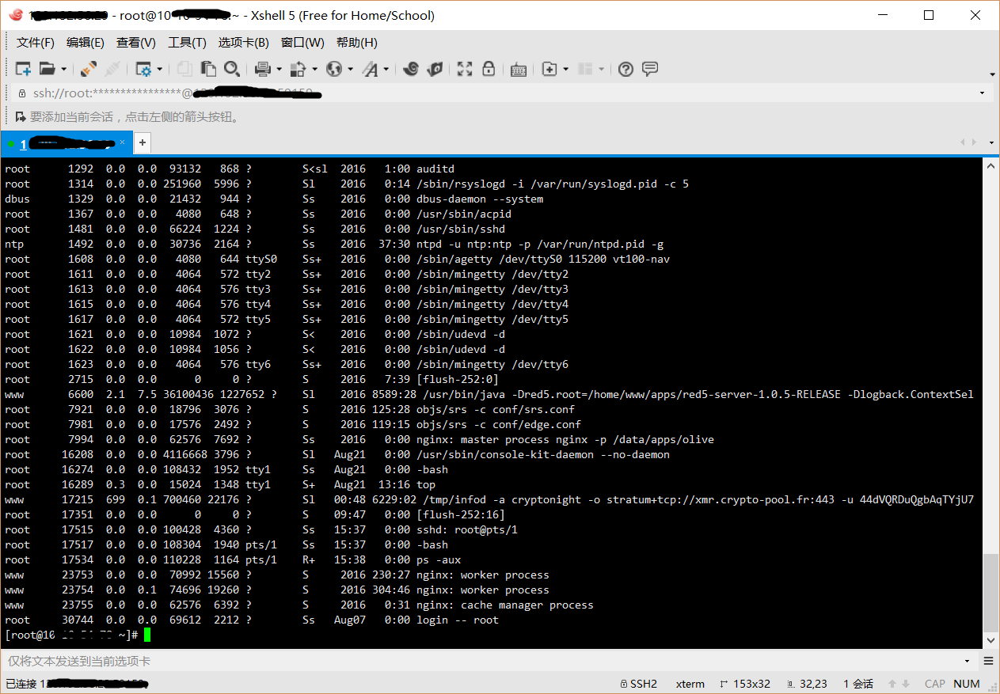 - root@10 ~ - Xshell 5 (Free for Home/School)
文件(F) 编辑(E) 查看(V) 工具(T) 选项卡(B) 窗口(W) 帮助(H)
ssh://root:****************@
要添加当前会话，点击左侧的箭头按钮。
1 × +
root 1292 0.0 0.0 93132 868 ? S<sl 2016 1:00 auditd
root 1314 0.0 0.0 251960 5996 ? Sl 2016 0:14 /sbin/rsyslogd -i /var/run/syslogd.pid -c 5
dbus 1329 0.0 0.0 21432 944 ? Ss 2016 0:00 dbus-daemon --system
root 1367 0.0 0.0 4080 648 ? Ss 2016 0:00 /usr/sbin/acpid
root 1481 0.0 0.0 66224 1224 ? Ss 2016 0:00 /usr/sbin/sshd
ntp 1492 0.0 0.0 30736 2164 ? Ss 2016 37:30 ntpd -u ntp:ntp -p /var/run/ntpd.pid -g
root 1608 0.0 0.0 4080 644 ttyS0 Ss+ 2016 0:00 /sbin/agetty /dev/ttyS0 115200 vt100-nav
root 1611 0.0 0.0 4064 572 tty2 Ss+ 2016 0:00 /sbin/mingetty /dev/tty2
root 1613 0.0 0.0 4064 576 tty3 Ss+ 2016 0:00 /sbin/mingetty /dev/tty3
root 1615 0.0 0.0 4064 576 tty4 Ss+ 2016 0:00 /sbin/mingetty /dev/tty4
root 1617 0.0 0.0 4064 572 tty5 Ss+ 2016 0:00 /sbin/mingetty /dev/tty5
root 1621 0.0 0.0 10984 1072 ? S< 2016 0:00 /sbin/udevd -d
root 1622 0.0 0.0 10984 1056 ? S< 2016 0:00 /sbin/udevd -d
root 1623 0.0 0.0 4064 576 tty6 Ss+ 2016 0:00 /sbin/mingetty /dev/tty6
root 2715 0.0 0.0 0 0 ? S 2016 7:39 [flush-252:0]
www 6600 2.1 7.5 36100436 1227652 ? Sl 2016 8589:28 /usr/bin/java -Dred5.root=/home/www/apps/red5-server-1.0.5-RELEASE -Dlogback.ContextSel
root 7921 0.0 0.0 18796 3076 ? S 2016 125:28 objs/srs -c conf/srs.conf
root 7981 0.0 0.0 17576 2492 ? S 2016 119:15 objs/srs -c conf/edge.conf
root 7994 0.0 0.0 62576 7692 ? Ss 2016 0:00 nginx: master process nginx -p /data/apps/olive
root 16208 0.0 0.0 4116668 3796 ? Sl Aug21 0:00 /usr/sbin/console-kit-daemon --no-daemon
root 16274 0.0 0.0 108432 1952 tty1 Ss Aug21 0:00 -bash
root 16289 0.3 0.0 15024 1348 tty1 S+ Aug21 13:16 top
www 17215 699 0.1 700460 22176 ? Sl 00:48 6229:02 /tmp/infod -a cryptonight -o stratum+tcp://xmr.crypto-pool.fr:443 -u 44dVQRDuQgbAqTYjU7
root 17351 0.0 0.0 0 0 ? S 09:47 0:00 [flush-252:16]
root 17515 0.0 0.0 100428 4360 ? Ss 15:37 0:00 sshd: root@pts/1
root 17517 0.0 0.0 108304 1940 pts/1 Ss 15:37 0:00 -bash
root 17534 0.0 0.0 110228 1164 pts/1 R+ 15:38 0:00 ps -aux
www 23753 0.0 0.0 70992 15560 ? S 2016 230:27 nginx: worker process
www 23754 0.0 0.1 74696 19260 ? S 2016 304:46 nginx: worker process
www 23755 0.0 0.0 62576 6392 ? S 2016 0:31 nginx: cache manager process
root 30744 0.0 0.0 69612 2212 ? Ss Aug07 0:00 login -- root
[root@10 ~]#
仅将文本发送到当前选项卡
已连接 SSH2 xterm 153x32 32,23 1 会话 CAP NUM